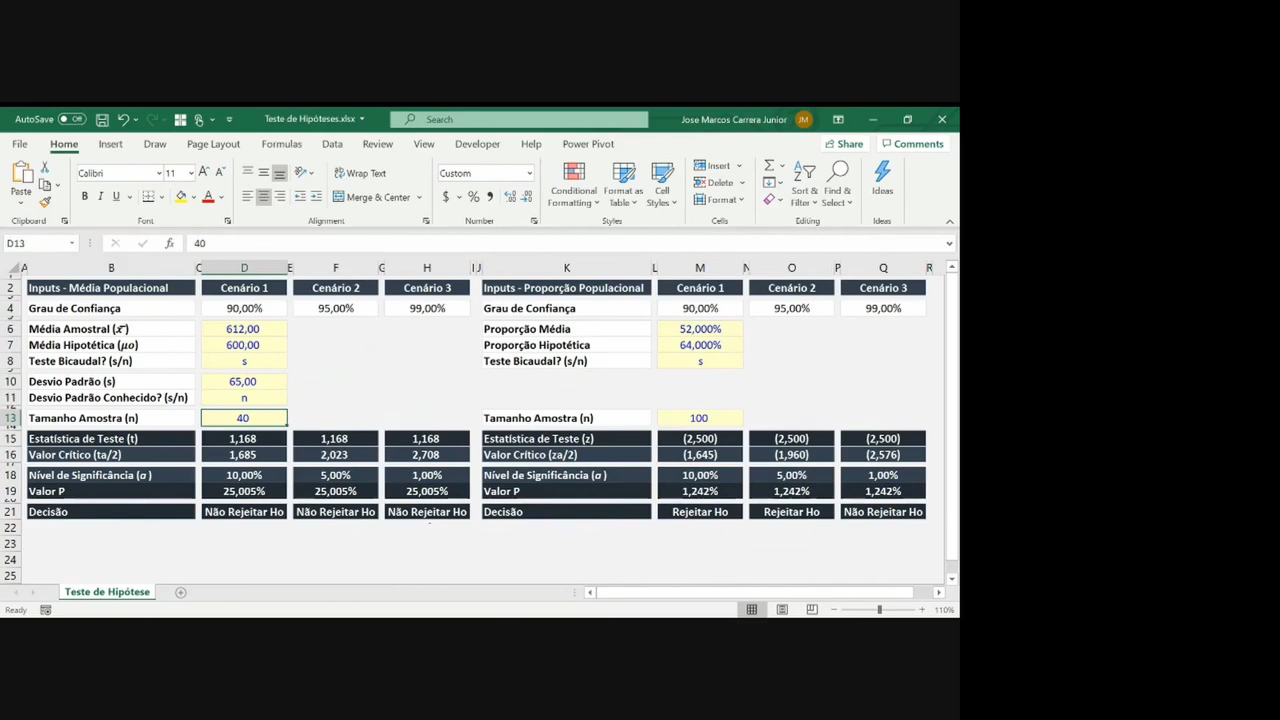 AutoSave Off Teste de Hipóteses.xlsx Search Jose Marcos Carrera Junior JM
File Home Insert Draw Page Layout Formulas Data Review View Developer Help Power Pivot Share Comments
Paste Calibri 11 Wrap Text Custom Insert
B I U Merge & Center $ % Conditional Formatting Format as Table Cell Styles Delete Format Sort & Filter Find & Select Ideas
Clipboard Font Alignment Number Styles Cells Editing Ideas
D13 fx 40
A B C D E F G H I J K L M N O P Q R
2 Inputs - Média Populacional Cenário 1 Cenário 2 Cenário 3 Inputs - Proporção Populacional Cenário 1 Cenário 2 Cenário 3
4 Grau de Confiança 90,00% 95,00% 99,00% Grau de Confiança 90,00% 95,00% 99,00%
6 Média Amostral (x̄) 612,00 Proporção Média 52,000%
7 Média Hipotética (μo) 600,00 Proporção Hipotética 64,000%
8 Teste Bicaudal? (s/n) s Teste Bicaudal? (s/n) s
10 Desvio Padrão (s) 65,00
11 Desvio Padrão Conhecido? (s/n) n
13 Tamanho Amostra (n) 40 Tamanho Amostra (n) 100
15 Estatística de Teste (t) 1,168 1,168 1,168 Estatística de Teste (z) (2,500) (2,500) (2,500)
16 Valor Crítico (ta/2) 1,685 2,023 2,708 Valor Crítico (za/2) (1,645) (1,960) (2,576)
18 Nível de Significância (α) 10,00% 5,00% 1,00% Nível de Significância (α) 10,00% 5,00% 1,00%
19 Valor P 25,005% 25,005% 25,005% Valor P 1,242% 1,242% 1,242%
21 Decisão Não Rejeitar Ho Não Rejeitar Ho Não Rejeitar Ho Decisão Rejeitar Ho Rejeitar Ho Não Rejeitar Ho
22
23
24
25
Teste de Hipótese
Ready 110%